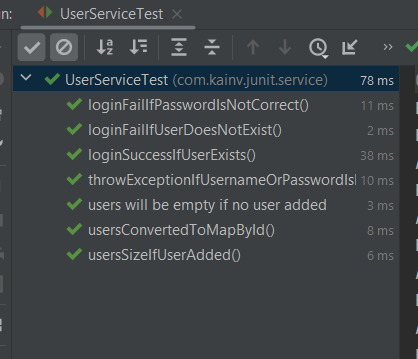 n:
UserServiceTest
UserServiceTest (com.kainv.junit.service) 78 ms
loginFailIfPasswordIsNotCorrect() 11 ms
loginFailIfUserDoesNotExist() 2 ms
loginSuccessIfUserExists() 38 ms
throwExceptionIfUsernameOrPasswordIs 10 ms
users will be empty if no user added 3 ms
usersConvertedToMapById() 8 ms
usersSizeIfUserAdded() 6 ms